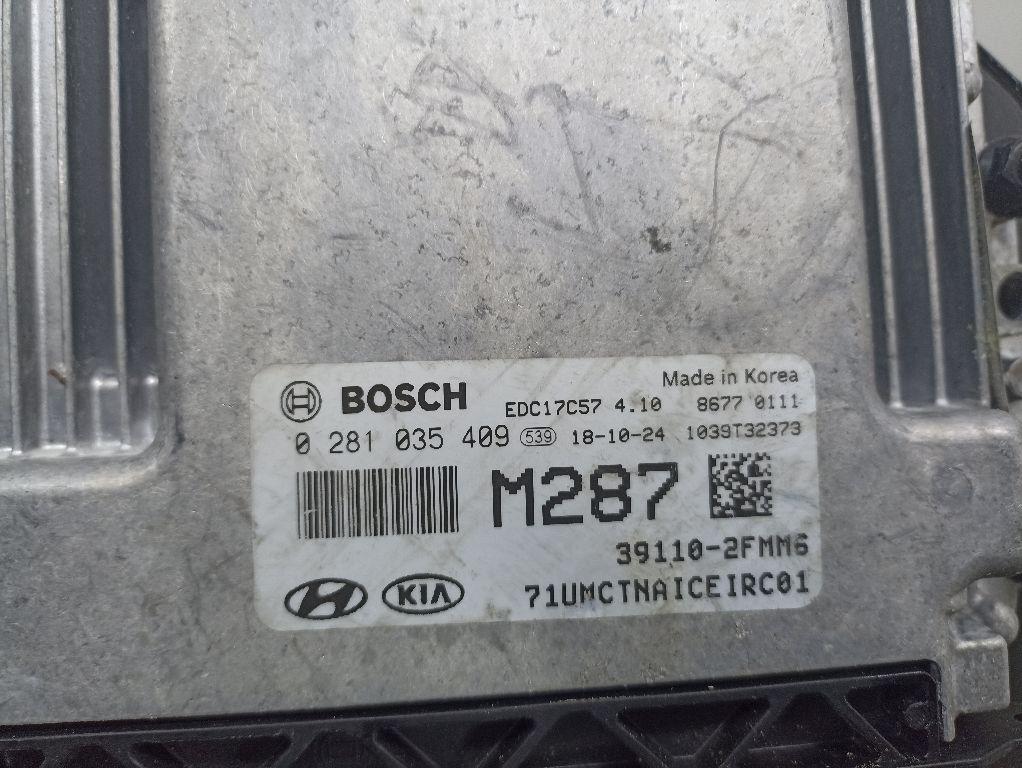 Made in Korea
BOSCH EDC17C57 4.10 8677 0111
0 281 035 409 539 18-10-24 1039T32373
M287
39110-2FMM6
71UMCTNAICEIRC01
KIA